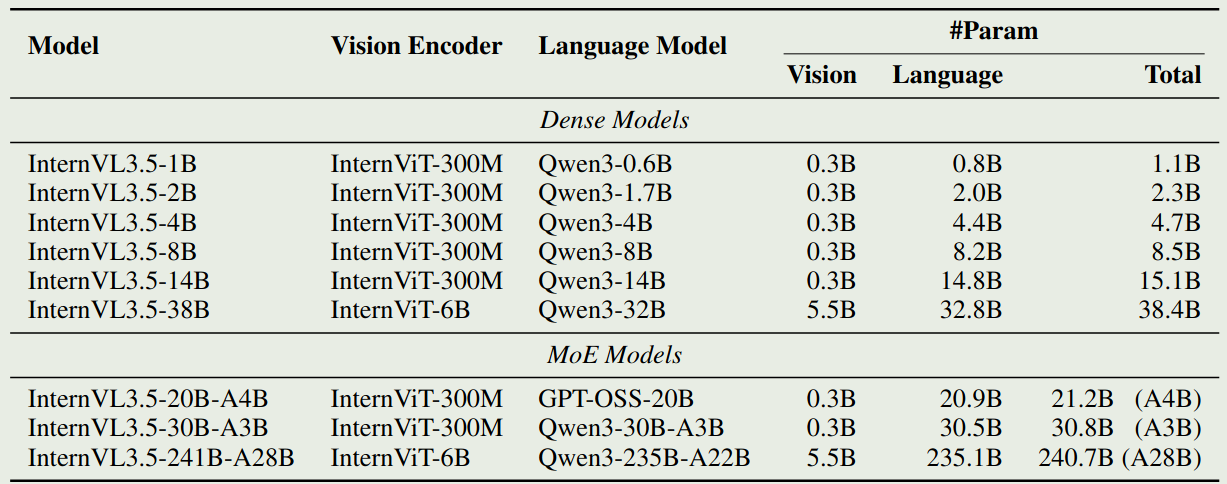 Model Vision Encoder Language Model #Param
Vision Language Total
Dense Models
InternVL3.5-1B InternViT-300M Qwen3-0.6B 0.3B 0.8B 1.1B
InternVL3.5-2B InternViT-300M Qwen3-1.7B 0.3B 2.0B 2.3B
InternVL3.5-4B InternViT-300M Qwen3-4B 0.3B 4.4B 4.7B
InternVL3.5-8B InternViT-300M Qwen3-8B 0.3B 8.2B 8.5B
InternVL3.5-14B InternViT-300M Qwen3-14B 0.3B 14.8B 15.1B
InternVL3.5-38B InternViT-6B Qwen3-32B 5.5B 32.8B 38.4B
MoE Models
InternVL3.5-20B-A4B InternViT-300M GPT-OSS-20B 0.3B 20.9B 21.2B (A4B)
InternVL3.5-30B-A3B InternViT-300M Qwen3-30B-A3B 0.3B 30.5B 30.8B (A3B)
InternVL3.5-241B-A28B InternViT-6B Qwen3-235B-A22B 5.5B 235.1B 240.7B (A28B)